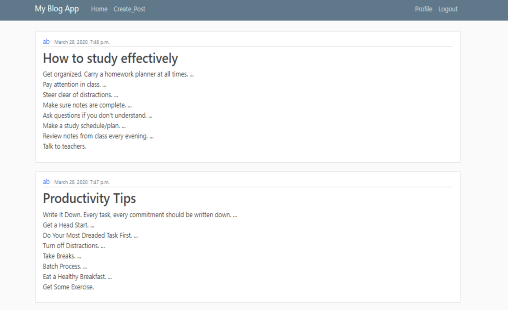 My Blog App Home Create_Post Profile Logout
ab March 28, 2020, 7:48 p.m.
How to study effectively
Get organized. Carry a homework planner at all times. ...
Pay attention in class. ...
Steer clear of distractions. ...
Make sure notes are complete. ...
Ask questions if you don't understand. ...
Make a study schedule/plan. ...
Review notes from class every evening. ...
Talk to teachers.
ab March 28, 2020, 7:47 p.m.
Productivity Tips
Write It Down. Every task, every commitment should be written down. ...
Get a Head Start. ...
Do Your Most Dreaded Task First. ...
Turn off Distractions. ...
Take Breaks. ...
Batch Process. ...
Eat a Healthy Breakfast. ...
Get Some Exercise.